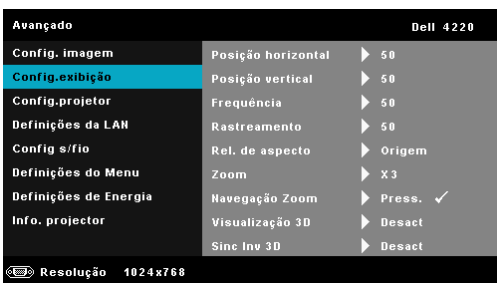 Avançado Dell 4220
Config. imagem
Config.exibição
Config.projetor
Definições da LAN
Config s/fio
Definições do Menu
Definições de Energia
Info. projector
Posição horizontal 50
Posição vertical 50
Frequência 50
Rastreamento 50
Rel. de aspecto Origem
Zoom X3
Navegação Zoom Press. ✓
Visualização 3D Desact
Sinc Inv 3D Desact
Resolução 1024x768